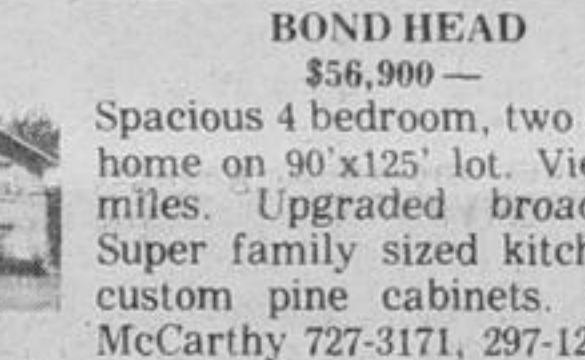 BOND HEAD
$56,900 —
Spacious 4 bedroom, two
home on 90'x125' lot.
miles. Upgraded
Super family sized
custom pine cabinets.
McCarthy 727-3171,